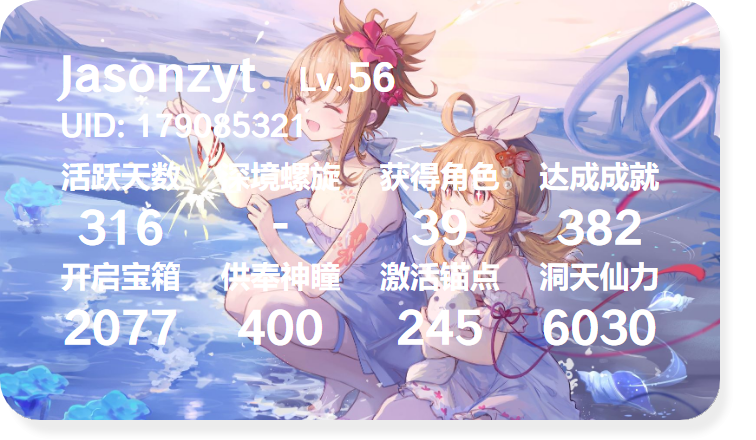 Jasonzyt. Lv.56
UID: 179085321
活跃天数 深境螺旋 获得角色 达成成就
316 - 39 382
开启宝箱 供奉神瞳 激活锚点 洞天仙力
2077 400 245 6030